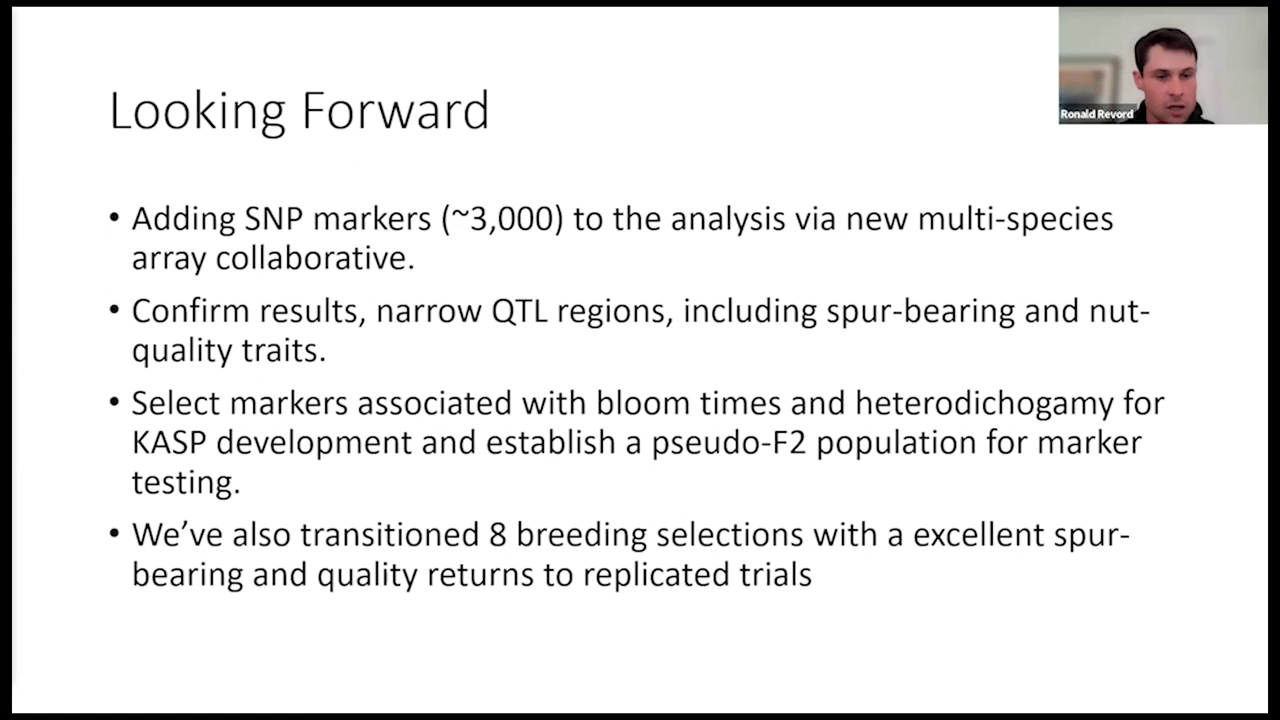 Looking Forward
Ronald Revord
• Adding SNP markers (~3,000) to the analysis via new multi-species
array collaborative.
• Confirm results, narrow QTL regions, including spur-bearing and nut-
quality traits.
• Select markers associated with bloom times and heterodichogamy for
KASP development and establish a pseudo-F2 population for marker
testing.
• We’ve also transitioned 8 breeding selections with a excellent spur-
bearing and quality returns to replicated trials